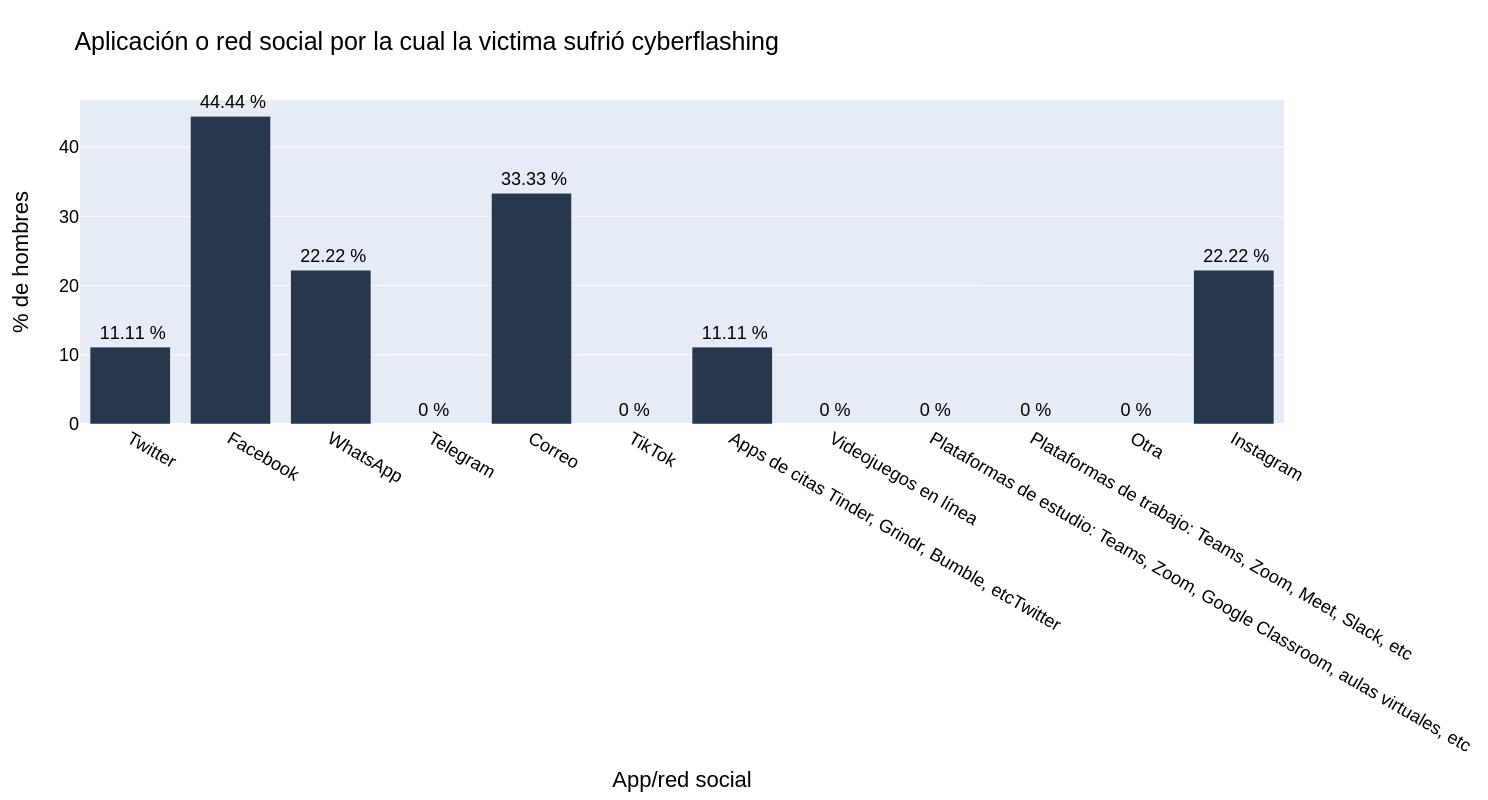 Aplicación o red social por la cual la victima sufrió cyberflashing
% de hombres
40
30
20
10
0
11.11 %
44.44 %
22.22 %
0 %
33.33 %
0 %
11.11 %
0 %
0 %
0 %
0 %
22.22 %
Twitter
Facebook
WhatsApp
Telegram
Correo
TikTok
Apps de citas Tinder, Grindr, Bumble, etcTwitter
Videojuegos en línea
Plataformas de estudio: Teams, Zoom, Google Classroom, aulas virtuales, etc
Plataformas de trabajo: Teams, Zoom, Meet, Slack, etc
Otra
Instagram
App/red social